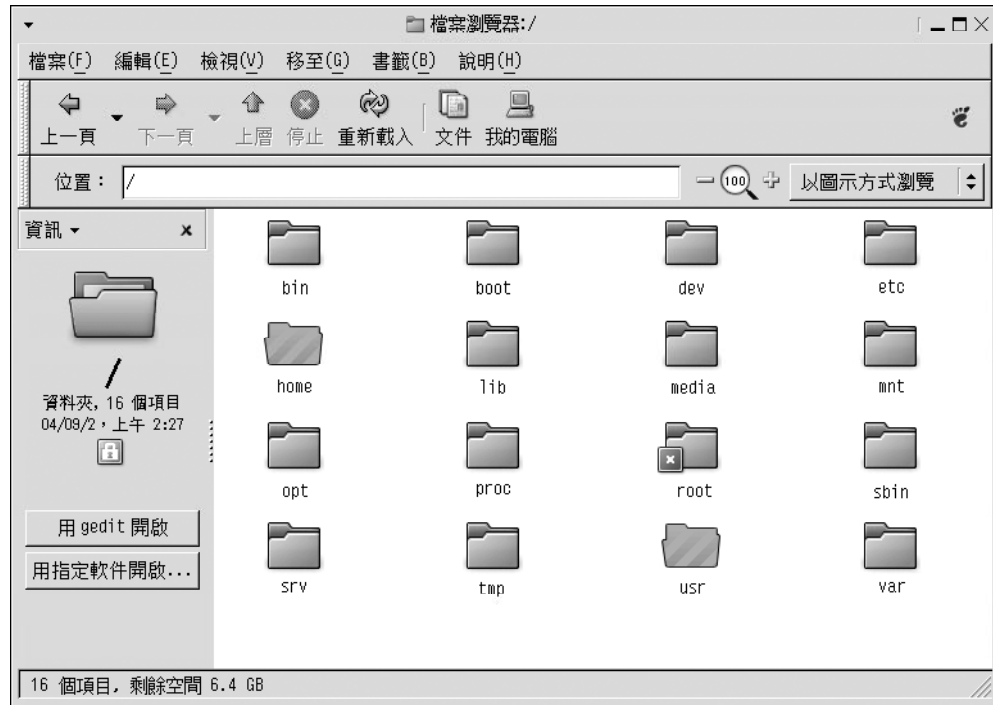 檔案瀏覽器:/
檔案(F) 編輯(E) 檢視(V) 移至(G) 書籤(B) 說明(H)
上一頁 下一頁 上層 停止 重新載入 文件 我的電腦
位置： / 100 以圖示方式瀏覽
資訊
/
資料夾, 16 個項目
04/09/2，上午 2:27
用 gedit 開啟
用指定軟件開啟...
bin boot dev etc
home lib media mnt
opt proc root sbin
srv tmp usr var
16 個項目, 剩餘空間 6.4 GB